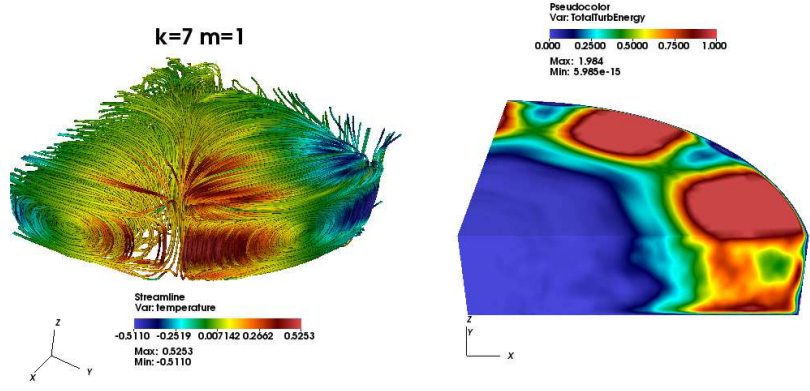 k=7 m=1
Streamline
Var: temperature
-0.5110 -0.2519 0.007142 0.2662 0.5253
Max: 0.5253
Min: -0.5110
Z
X
Y
Pseudocolor
Var: TotalTurbEnergy
0.000 0.2500 0.5000 0.7500 1.000
Max: 1.984
Min: 5.985e-15
Z
Y
X